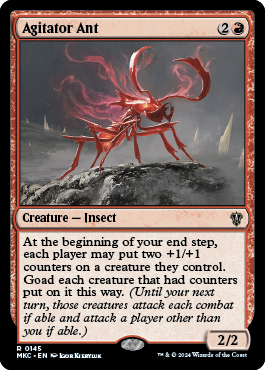 Agitator Ant 2
Creature — Insect
At the beginning of your end step,
each player may put two +1/+1
counters on a creature they control.
Goad each creature that had counters
put on it this way. (Until your next
turn, those creatures attack each combat
if able and attack a player other than
you if able.)
2/2
R 0145
MKC • EN Igor Kieryluk
™ & © 2024 Wizards of the Coast